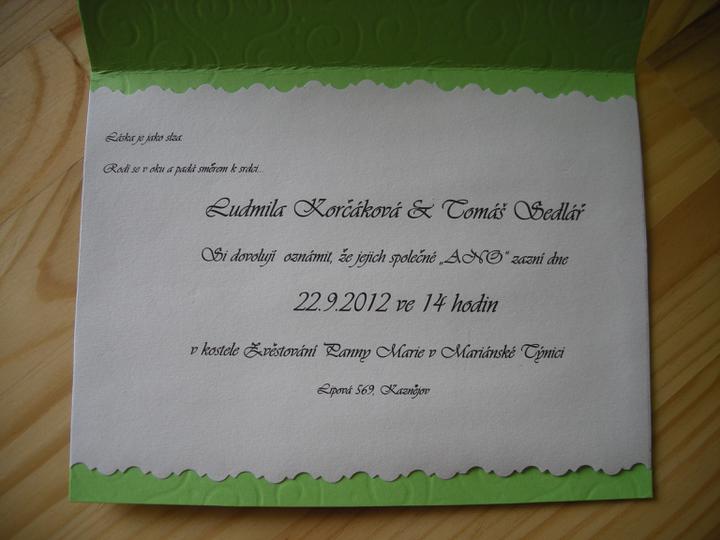 Láska je jako slza.
Rodí se v oku a padá směrem k srdci...
Ludmila Korčáková & Tomáš Sedlář
Si dovolují oznámit, že jejich společné „ANO“ zazní dne
22.9.2012 ve 14 hodin
v kostele Zvěstování Panny Marie v Mariánské Týnici
Lipová 569, Kaznějov